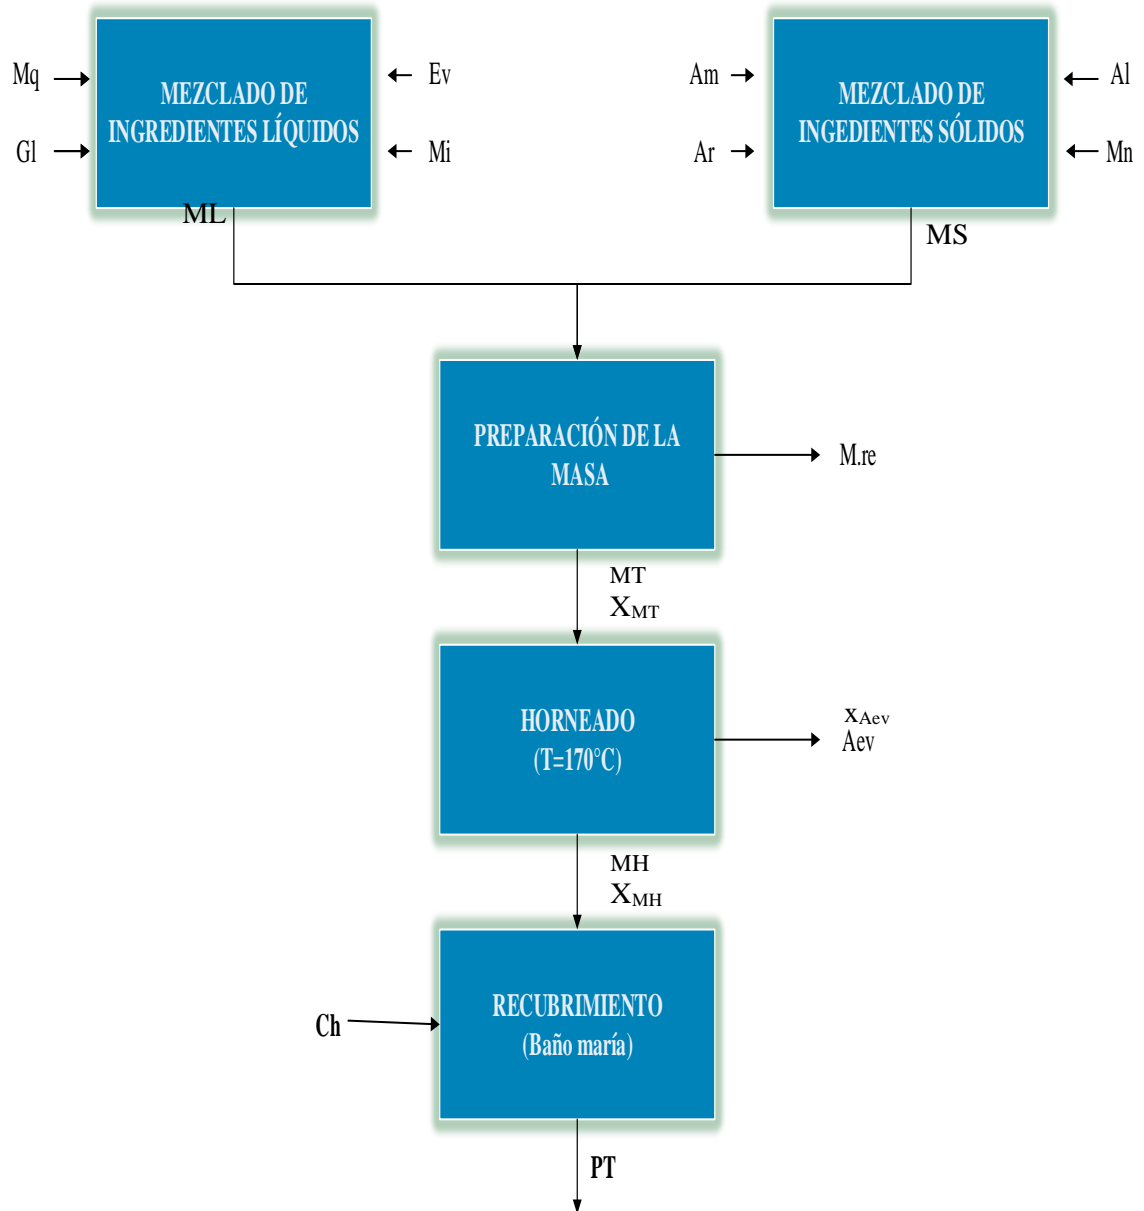 Mq
Gl
MEZCLADO DE
INGREDIENTES LÍQUIDOS
Ev
Mi
Am
Ar
MEZCLADO DE
INGEDIENTES SÓLIDOS
Al
Mn
ML
MS
PREPARACIÓN DE LA
MASA
M.re
MT
XMT
HORNEADO
(T=170°C)
xAev
Aev
MH
XMH
Ch
RECUBRIMIENTO
(Baño maría)
PT